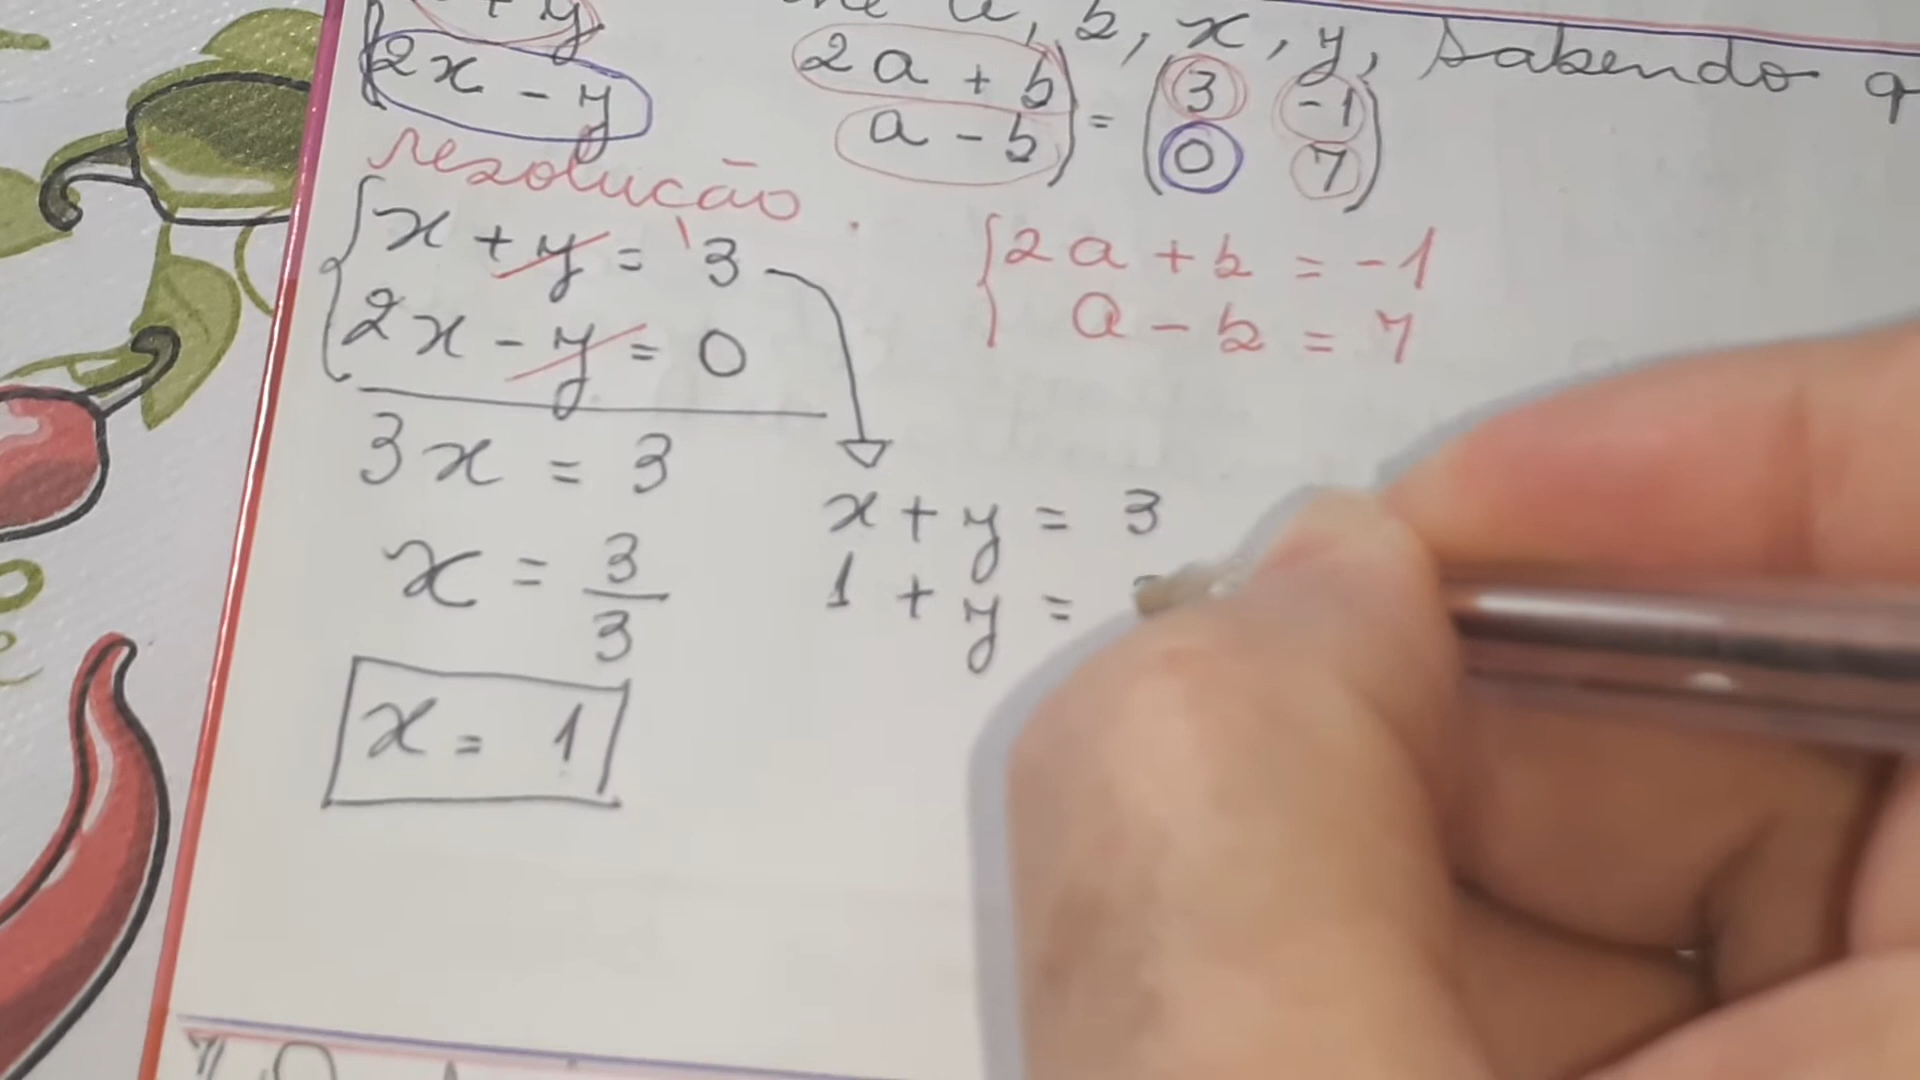 a, b, x, y, sabendo q
+ y 2a + b 3 -1
2x - y a - b = 0 7
resolução
x + y = 3
2x - y = 0
3x = 3
x = 3/3
x = 1
2a + b = -1
a - b = 7
x + y = 3
1 + y =